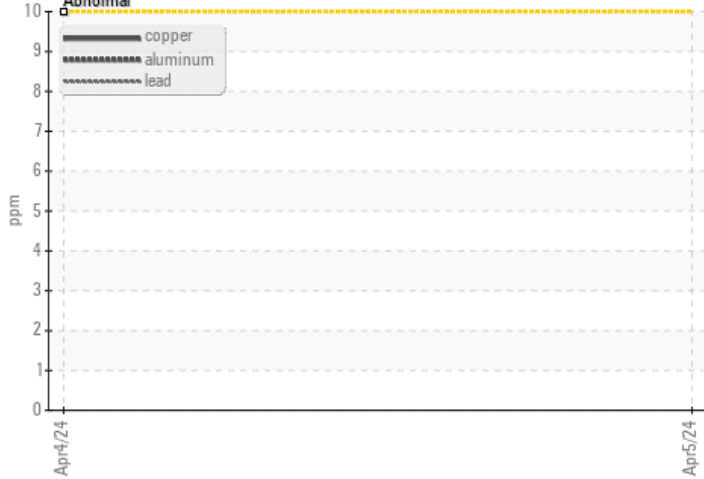 Abnormal
10
copper
9
aluminum
lead
8
7
6
5
ppm
4
3
2
1
0
Apr4/24
Apr5/24